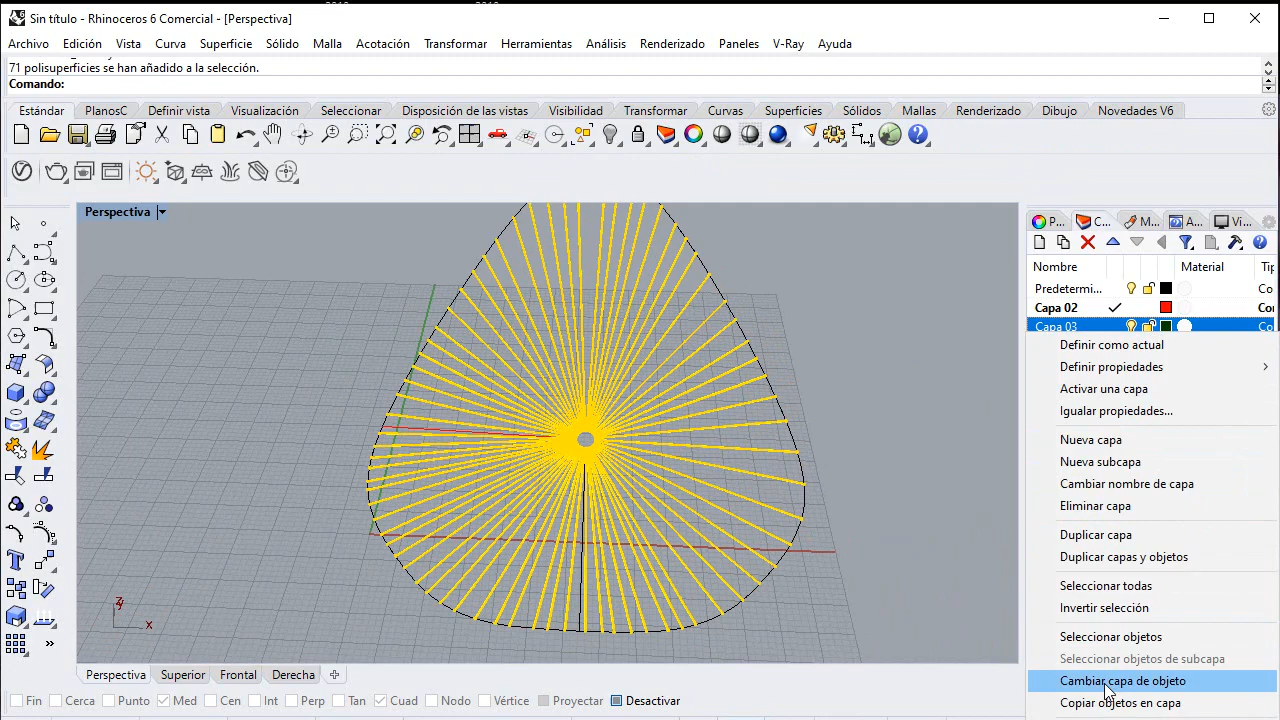 Sin título - Rhinoceros 6 Comercial - [Perspectiva]
Archivo Edición Vista Curva Superficie Sólido Malla Acotación Transformar Herramientas Análisis Renderizado Paneles V-Ray Ayuda
71 polisuperficies se han añadido a la selección.
Comando:
Estándar PlanosC Definir vista Visualización Seleccionar Disposición de las vistas Visibilidad Transformar Curvas Superficies Sólidos Mallas Renderizado Dibujo Novedades V6
Perspectiva
P... C... M... A... Vi...
Nombre Material Tip
Predetermi... Co
Capa 02 Cor
Capa 03 Co
Definir como actual
Definir propiedades
Activar una capa
Igualar propiedades...
Nueva capa
Nueva subcapa
Cambiar nombre de capa
Eliminar capa
Duplicar capa
Duplicar capas y objetos
Seleccionar todas
Invertir selección
Seleccionar objetos
Seleccionar objetos de subcapa
Cambiar capa de objeto
Copiar objetos en capa
x
Perspectiva Superior Frontal Derecha
Fin Cerca Punto Med Cen Int Perp Tan Cuad Nudo Vértice Proyectar Desactivar